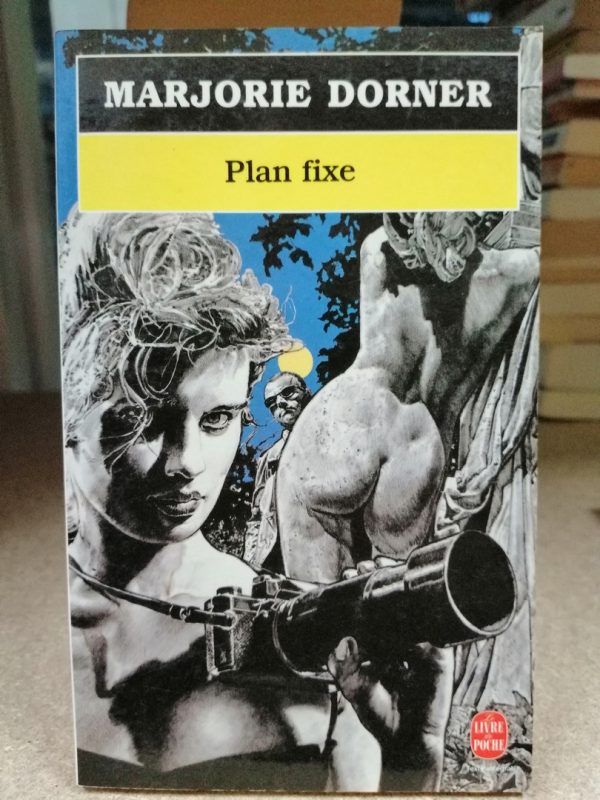 MARJORIE DORNER
Plan fixe
Le
LIVRE
de
POCHE